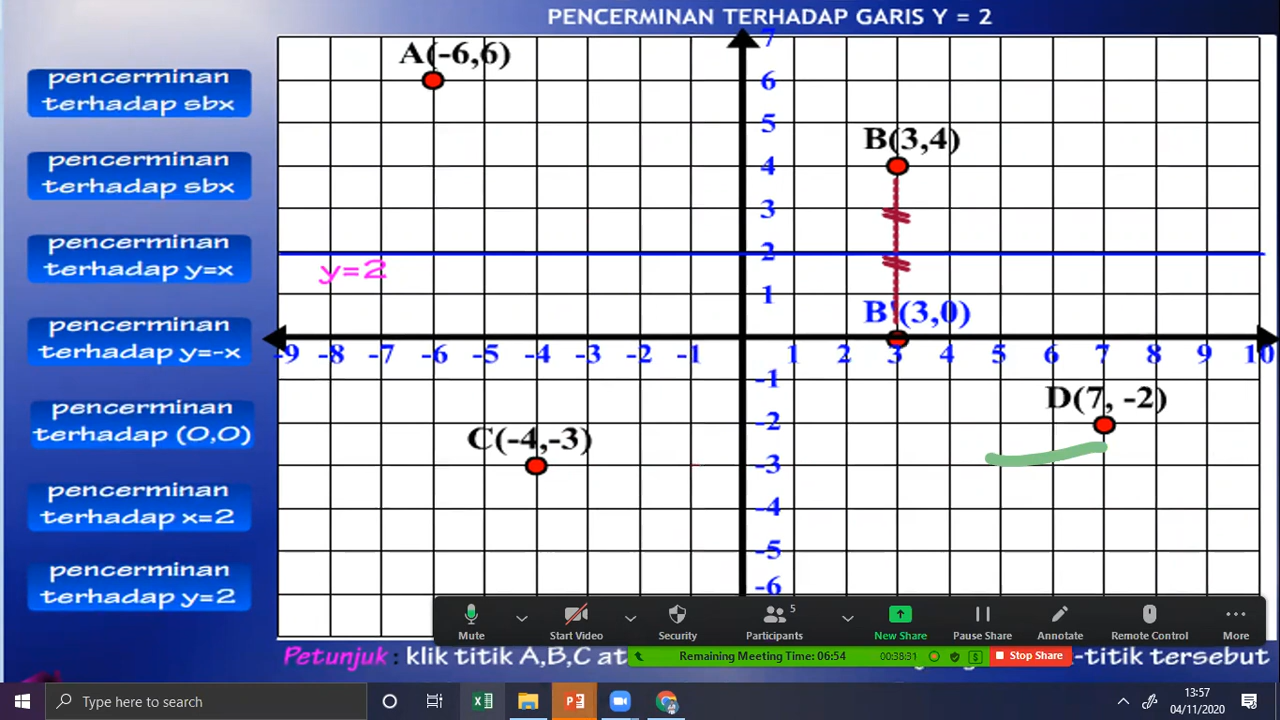 PENCERMINAN TERHADAP GARIS Y = 2
pencerminan
terhadap sbx
pencerminan
terhadap sbx
pencerminan
terhadap y=x
pencerminan
terhadap y=-x
pencerminan
terhadap (0,0)
pencerminan
terhadap x=2
pencerminan
terhadap y=2
7
A(-6,6)
6
5
B(3,4)
4
3
2
y=2
1
B'(3,0)
-9 -8 -7 -6 -5 -4 -3 -2 -1 1 2 3 4 5 6 7 8 9 10
-1
D(7, -2)
-2
C(-4,-3)
-3
-4
-5
-6
Mute
Start Video
Security
5
Participants
New Share
Pause Share
Annotate
Remote Control
More
Petunjuk : klik titik A,B,C
Remaining Meeting Time: 06:54
00:38:31
Stop Share
-titik tersebut
Type here to search
13:57
04/11/2020